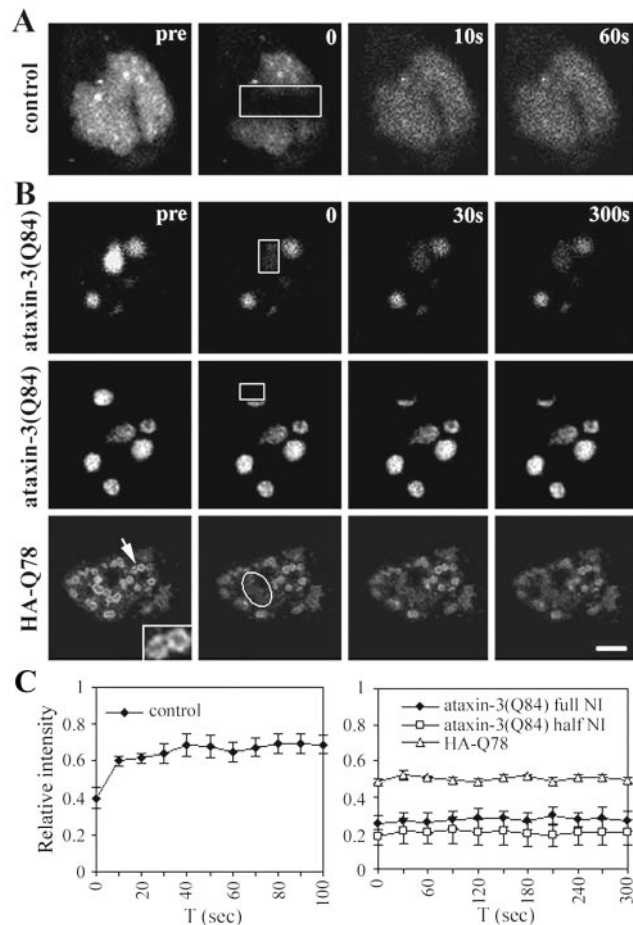 A
pre
0
10s
60s
control
B
pre
0
30s
300s
ataxin-3(Q84)
ataxin-3(Q84)
HA-Q78
C
control
ataxin-3(Q84) full NI
ataxin-3(Q84) half NI
HA-Q78
Relative intensity
1
0.8
0.6
0.4
0.2
0
0 20 40 60 80 100
T (sec)
1
0.8
0.6
0.4
0.2
0
0 60 120 180 240 300
T (sec)